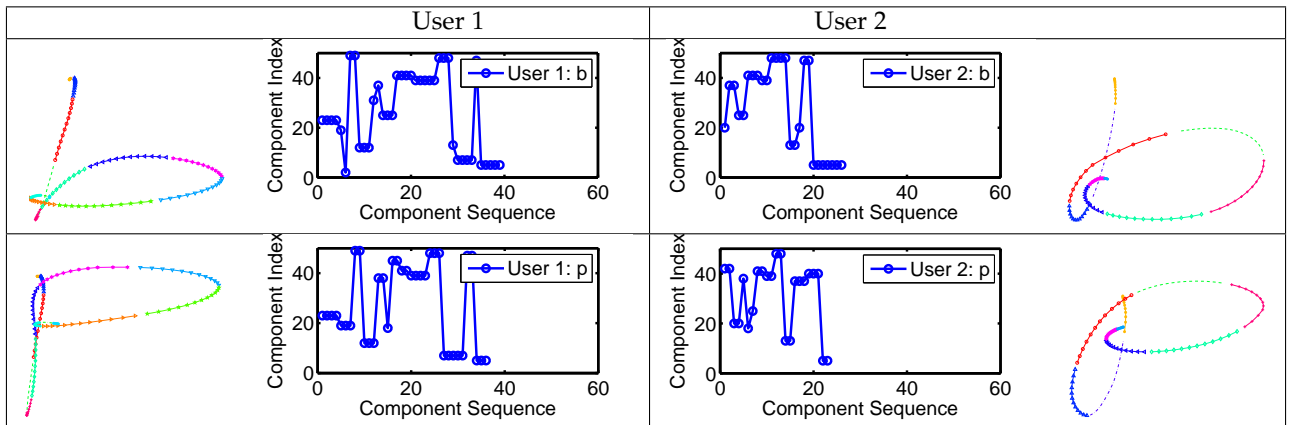 User 1 User 2
Component Index
40
20
0
0 20 40 60
Component Sequence
User 1: b
Component Index
40
20
0
0 20 40 60
Component Sequence
User 2: b
Component Index
40
20
0
0 20 40 60
Component Sequence
User 1: p
Component Index
40
20
0
0 20 40 60
Component Sequence
User 2: p